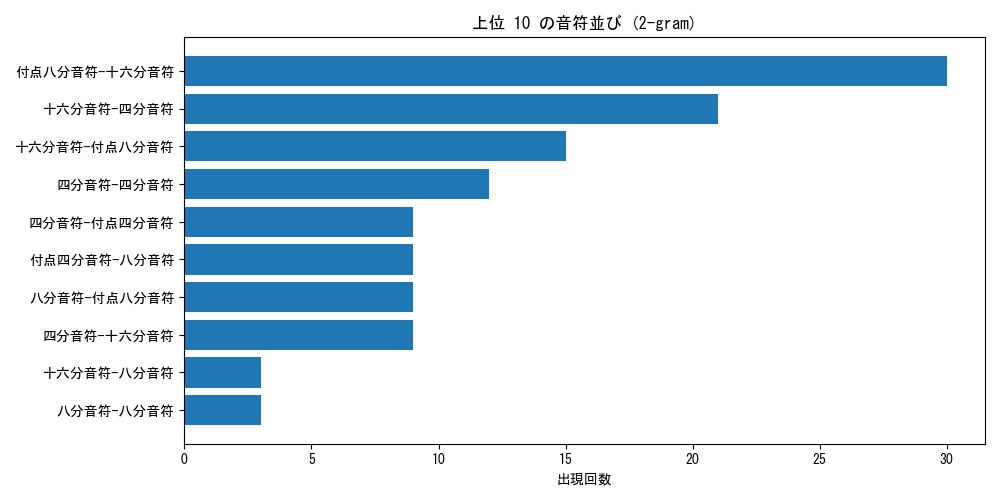 上位 10 の音符並び (2-gram)
付点八分音符-十六分音符
十六分音符-四分音符
十六分音符-付点八分音符
四分音符-四分音符
四分音符-付点四分音符
付点四分音符-八分音符
八分音符-付点八分音符
四分音符-十六分音符
十六分音符-八分音符
八分音符-八分音符
0 5 10 15 20 25 30
出現回数